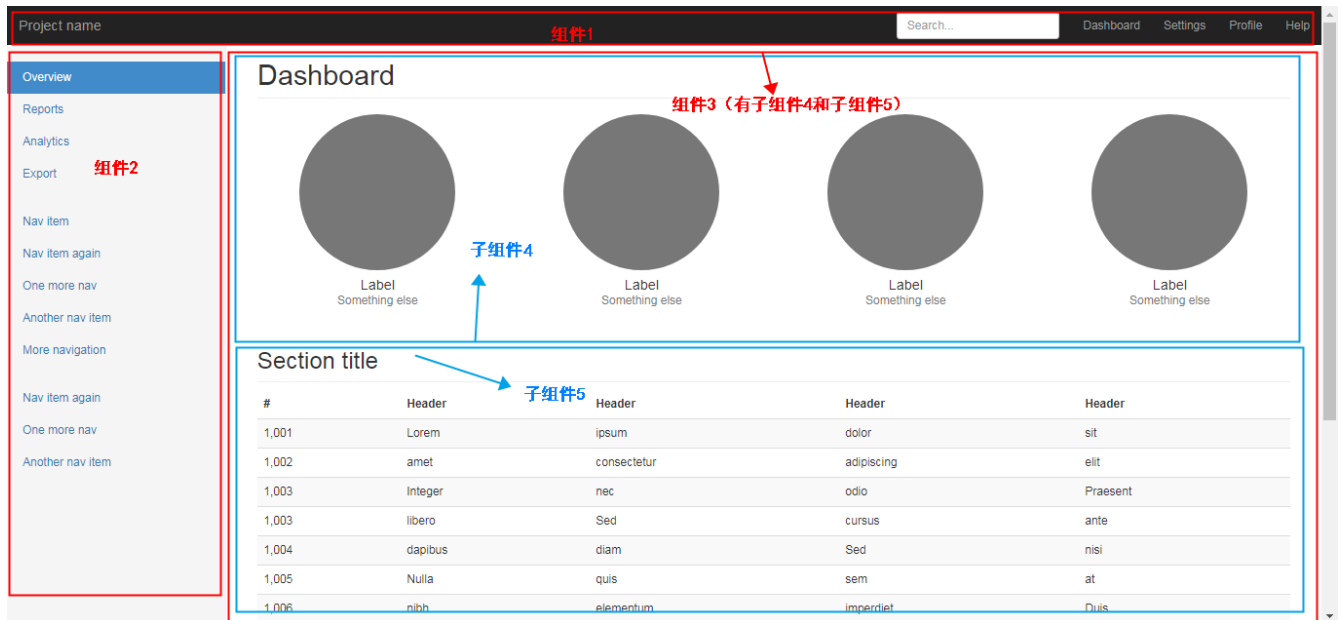 Project name
组件1
Search...
Dashboard Settings Profile Help
Overview
Reports
Analytics
Export
组件2
Nav item
Nav item again
One more nav
Another nav item
More navigation
Nav item again
One more nav
Another nav item
Dashboard
组件3（有子组件4和子组件5）
子组件4
Label Label Label Label
Something else Something else Something else Something else
Section title
子组件5
# Header Header Header Header
1,001 Lorem ipsum dolor sit
1,002 amet consectetur adipiscing elit
1,003 Integer nec odio Praesent
1,003 libero Sed cursus ante
1,004 dapibus diam Sed nisi
1,005 Nulla quis sem at
1,006 nibh elementum imperdiet Duis